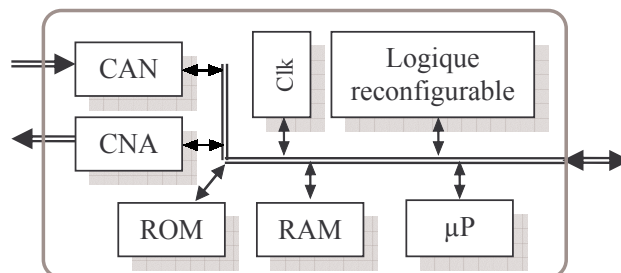 CAN
Clk
Logique
reconfigurable
CNA
ROM
RAM
µP